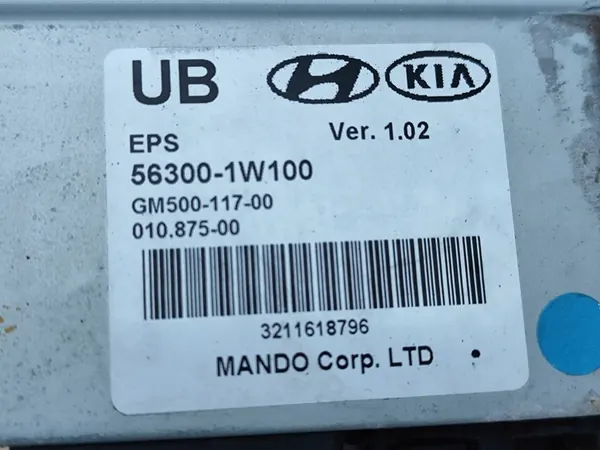 UB KIA
EPS Ver. 1.02
56300-1W100
GM500-117-00
010.875-00
3211618796
MANDO Corp. LTD